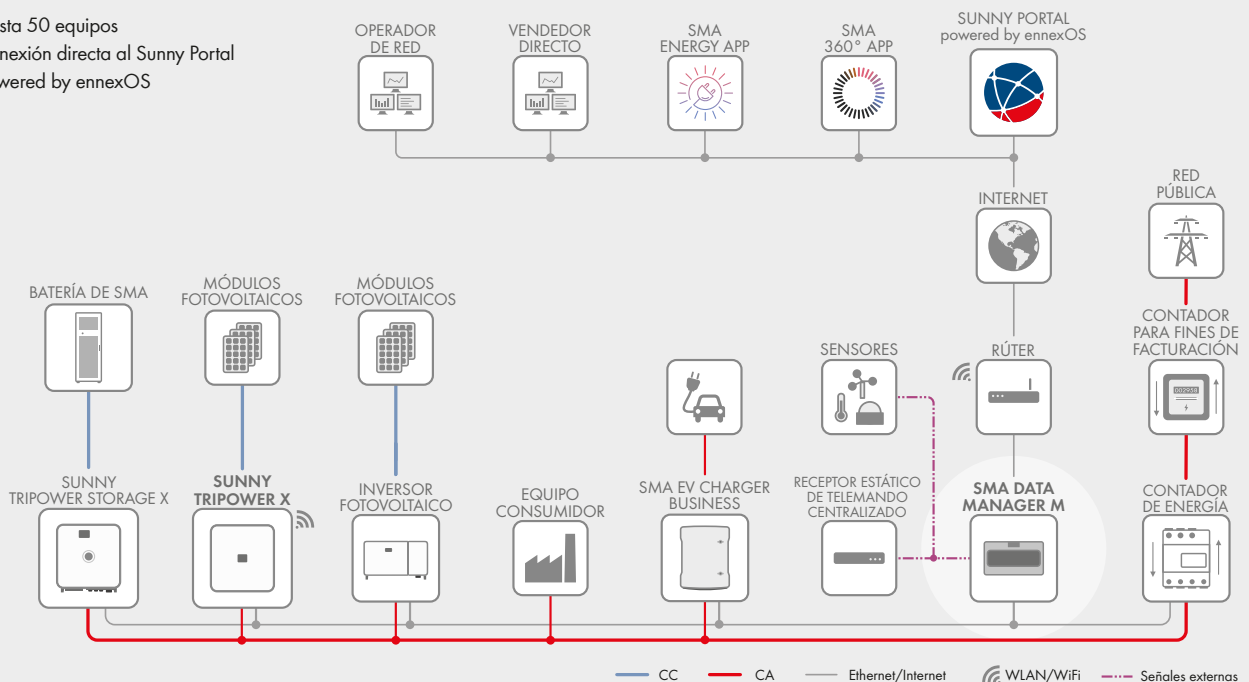 sta 50 equipos
nexión directa al Sunny Portal
wered by ennexOS
OPERADOR
DE RED
VENDEDOR
DIRECTO
SMA
ENERGY APP
SMA
360° APP
SUNNY PORTAL
powered by ennexOS
INTERNET
RED
PÚBLICA
BATERÍA DE SMA
MÓDULOS
FOTOVOLTAICOS
MÓDULOS
FOTOVOLTAICOS
SENSORES
RÚTER
CONTADOR
PARA FINES DE
FACTURACIÓN
002958
SUNNY
TRIPOWER STORAGE X
SUNNY
TRIPOWER X
INVERSOR
FOTOVOLTAICO
EQUIPO
CONSUMIDOR
SMA EV CHARGER
BUSINESS
RECEPTOR ESTÁTICO
DE TELEMANDO
CENTRALIZADO
SMA DATA
MANAGER M
CONTADOR
DE ENERGÍA
CC
CA
Ethernet/Internet
WLAN/WiFi
Señales externas